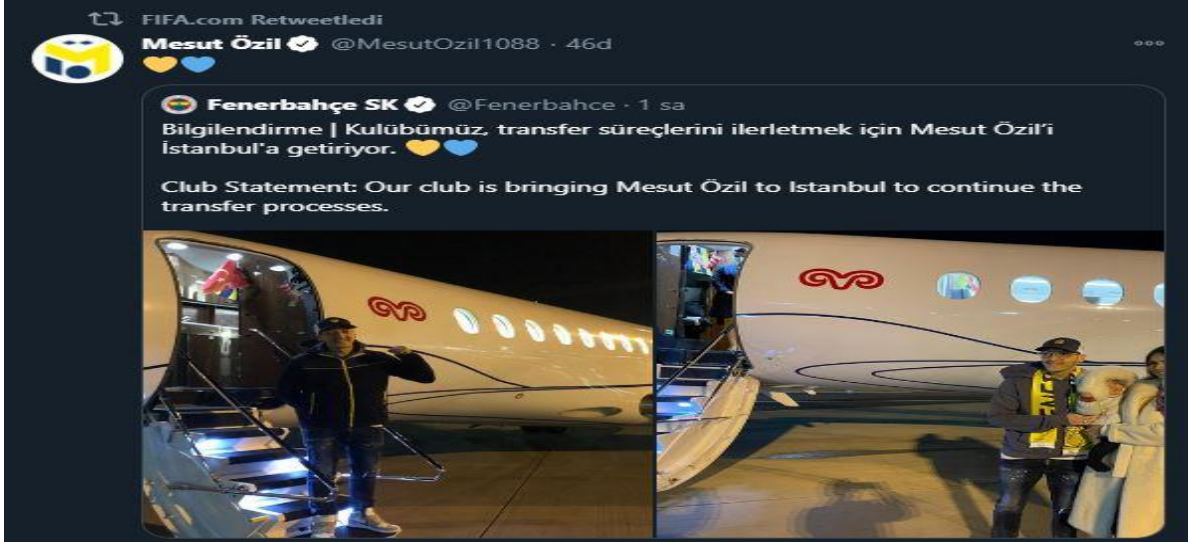 FIFA.com Retweetledi
Mesut Özil @MesutOzil1088 · 46d
Fenerbahçe SK @Fenerbahce · 1 sa
Bilgilendirme | Kulübümüz, transfer süreçlerini ilerletmek için Mesut Özil'i
İstanbul'a getiriyor. 💛💙
Club Statement: Our club is bringing Mesut Özil to Istanbul to continue the
transfer processes.